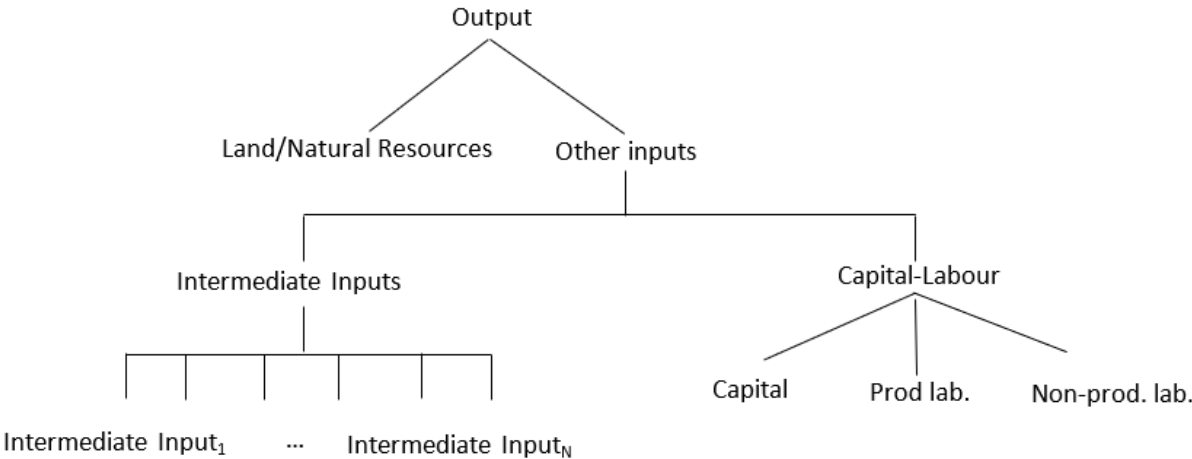 Output
Land/Natural Resources
Other inputs
Intermediate Inputs
Capital-Labour
Capital
Prod lab.
Non-prod. lab.
Intermediate Input₁
...
Intermediate Input_N